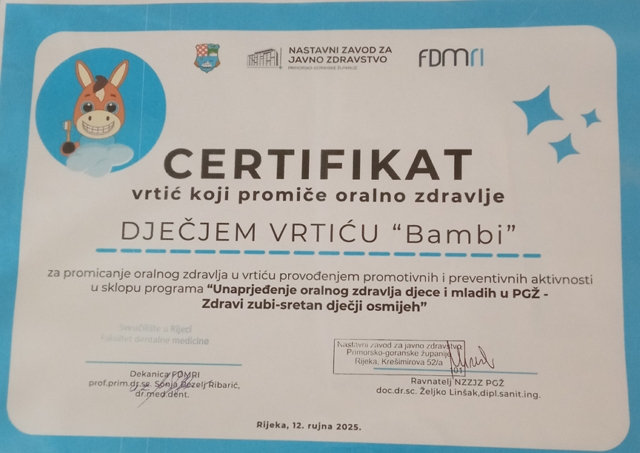 NASTAVNI ZAVOD ZA
JAVNO ZDRAVSTVO
PRIMORSKO-GORANSKE ŽUPANIJE
FDMRI
CERTIFIKAT
vrtić koji promiče oralno zdravlje
DJEČJEM VRTIĆU “Bambi”
za promicanje oralnog zdravlja u vrtiću provođenjem promotivnih i preventivnih aktivnosti
u sklopu programa “Unaprjeđenje oralnog zdravlja djece i mladih u PGŽ -
Zdravi zubi-sretan dječji osmijeh”
Sveučilište u Rijeci
Fakultet dentalne medicine
Dekanica FDMRI
prof.prim.dr.sc. Sonja Pezelj Ribarić,
dr.med.dent.
Nastavni zavod za javno zdravstvo
Primorsko-goranske županije
Rijeka, Krešimirova 52/a
101
Ravnatelj NZZJZ PGŽ
doc.dr.sc. Željko Linšak,dipl.sanit.ing.
Rijeka, 12. rujna 2025.